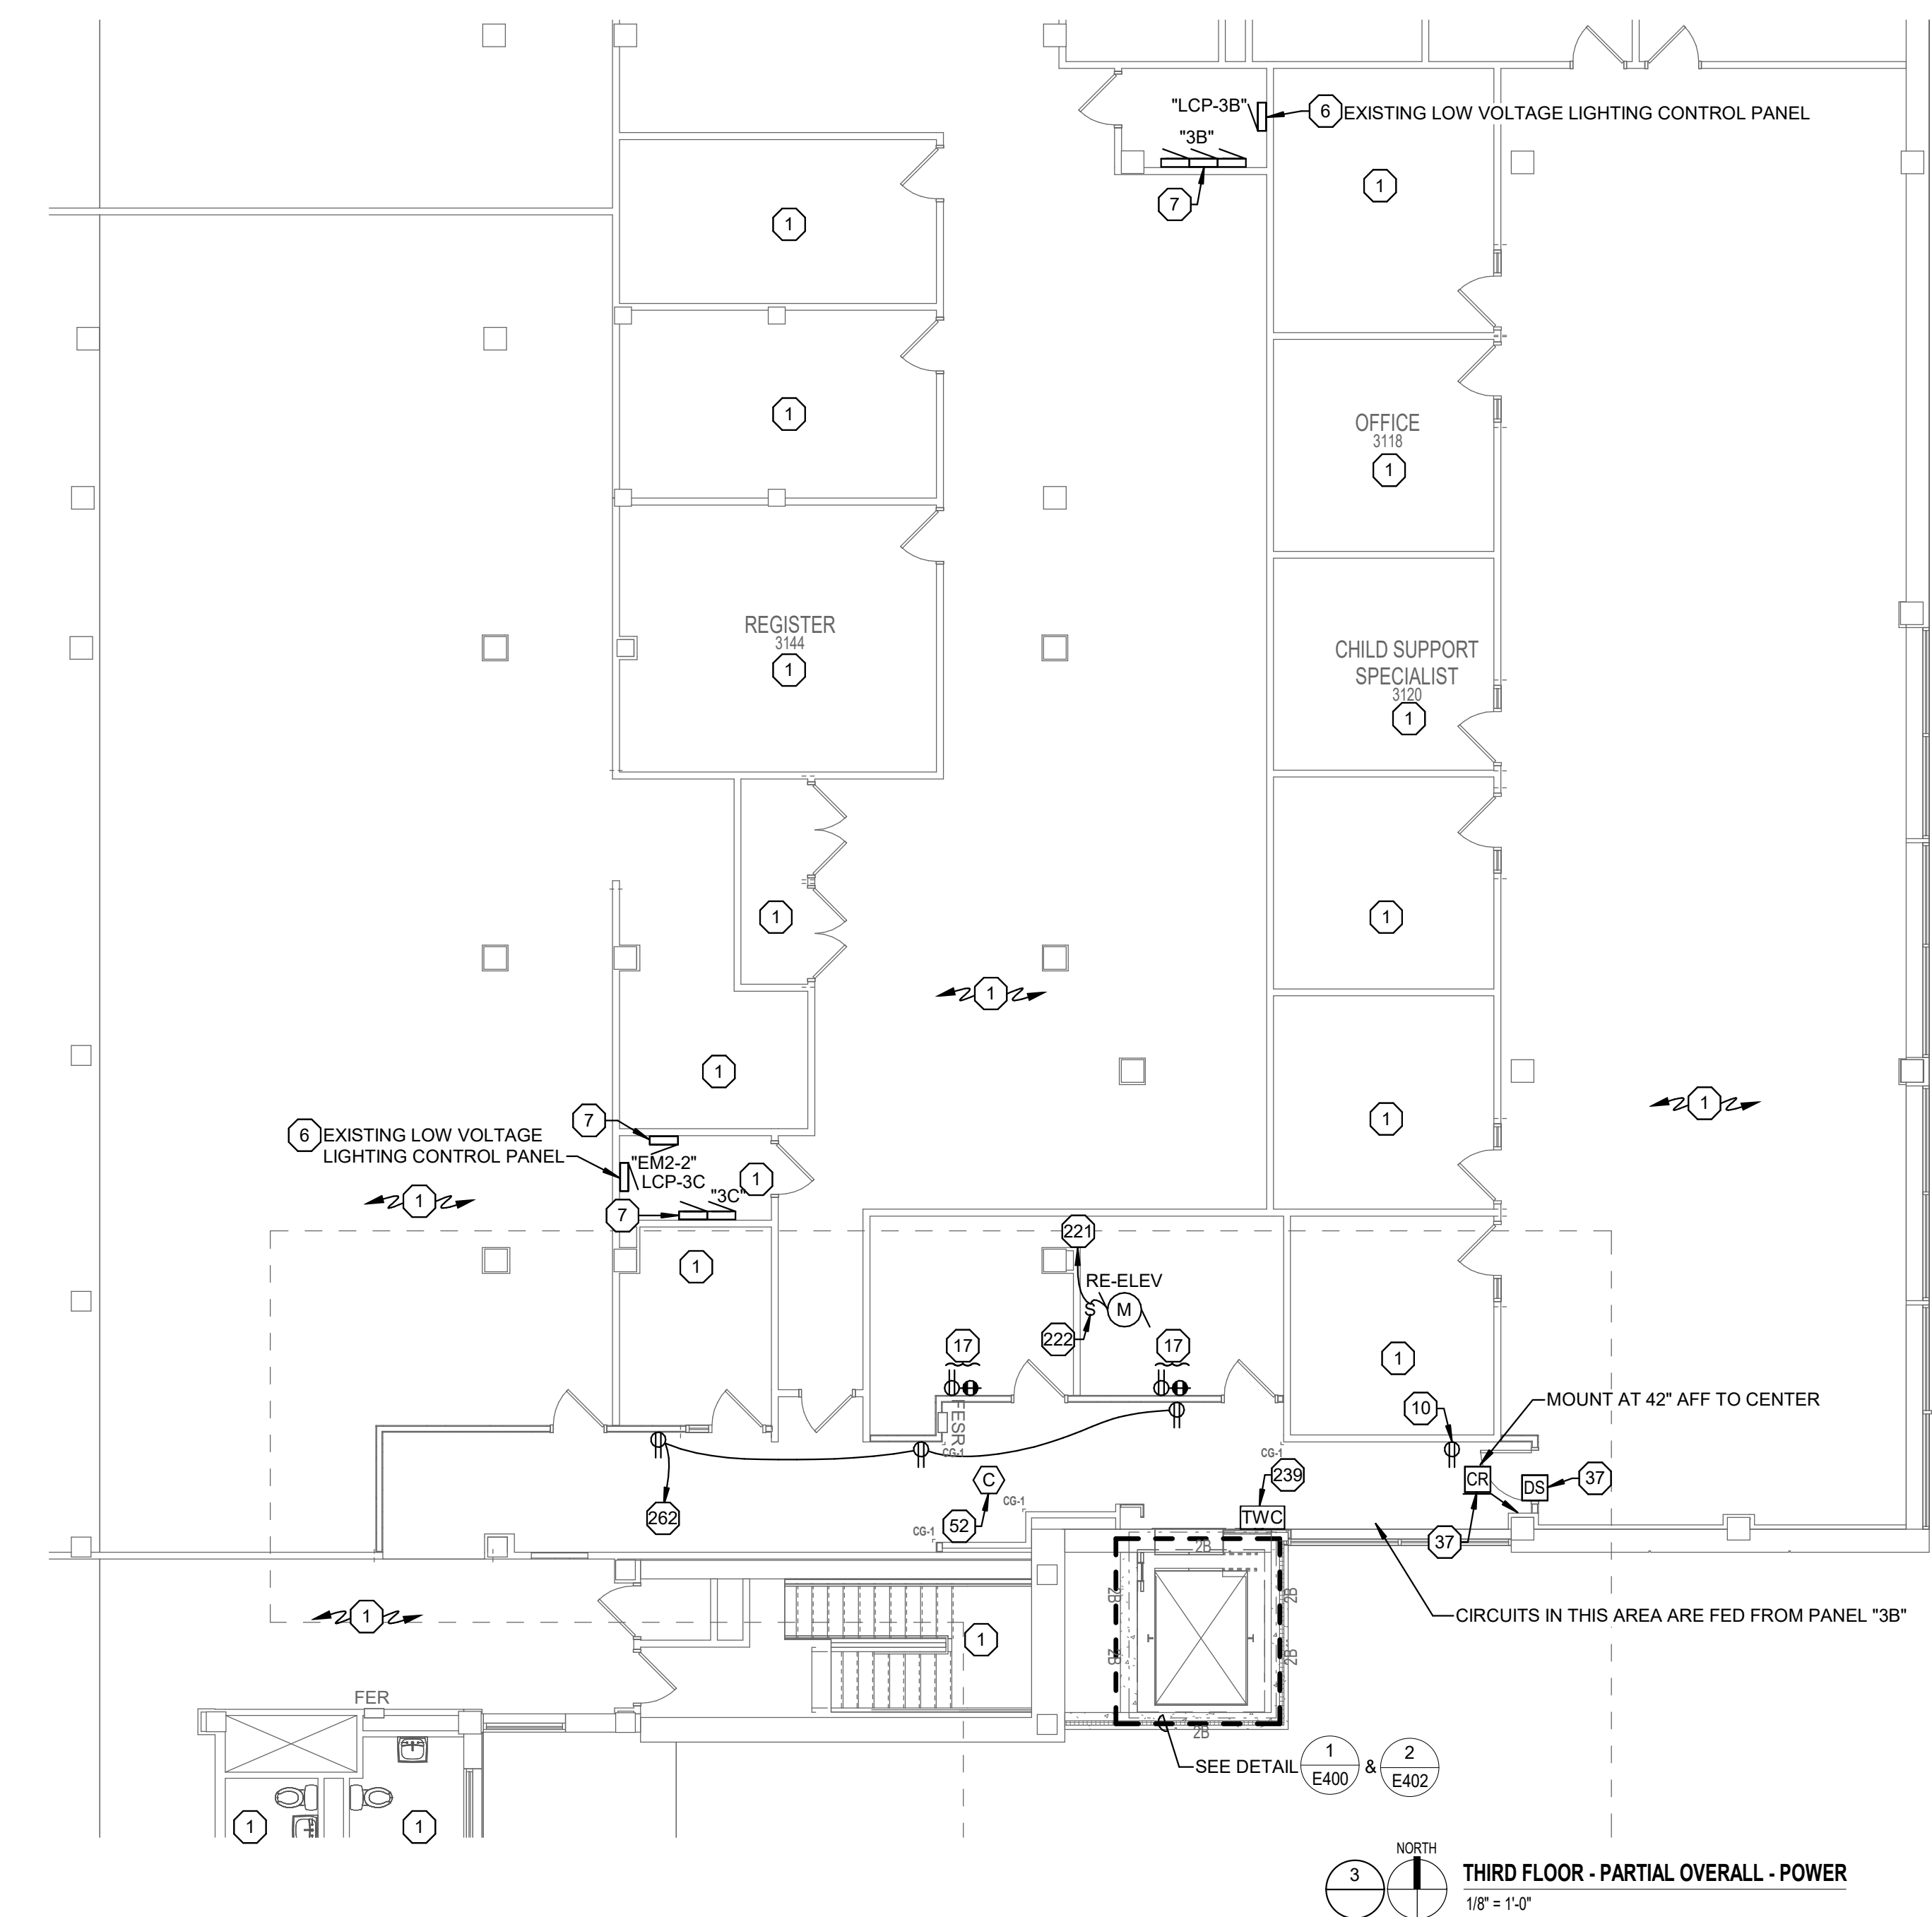 "LCP-3B"
6 EXISTING LOW VOLTAGE LIGHTING CONTROL PANEL
"3B"
7
1
1
1
OFFICE
3118
1
REGISTER
3144
1
CHILD SUPPORT
SPECIALIST
3120
1
1
1
1
1
1
1
7
6 EXISTING LOW VOLTAGE
LIGHTING CONTROL PANEL
"EM2-2"
LCP-3C
1
"3C"
1
7
1
221
RE-ELEV
S
M
222
17
17
1
MOUNT AT 42" AFF TO CENTER
10
FESR
CG-1
CG-1
239
CR
DS
37
C
CG-1
262
52
CG-1
TWC
37
2B
2B
2B
2B
2B
2B
1
1
CIRCUITS IN THIS AREA ARE FED FROM PANEL "3B"
FER
SEE DETAIL 1 E400 & 2 E402
1
1
NORTH
3
THIRD FLOOR - PARTIAL OVERALL - POWER
1/8" = 1'-0"